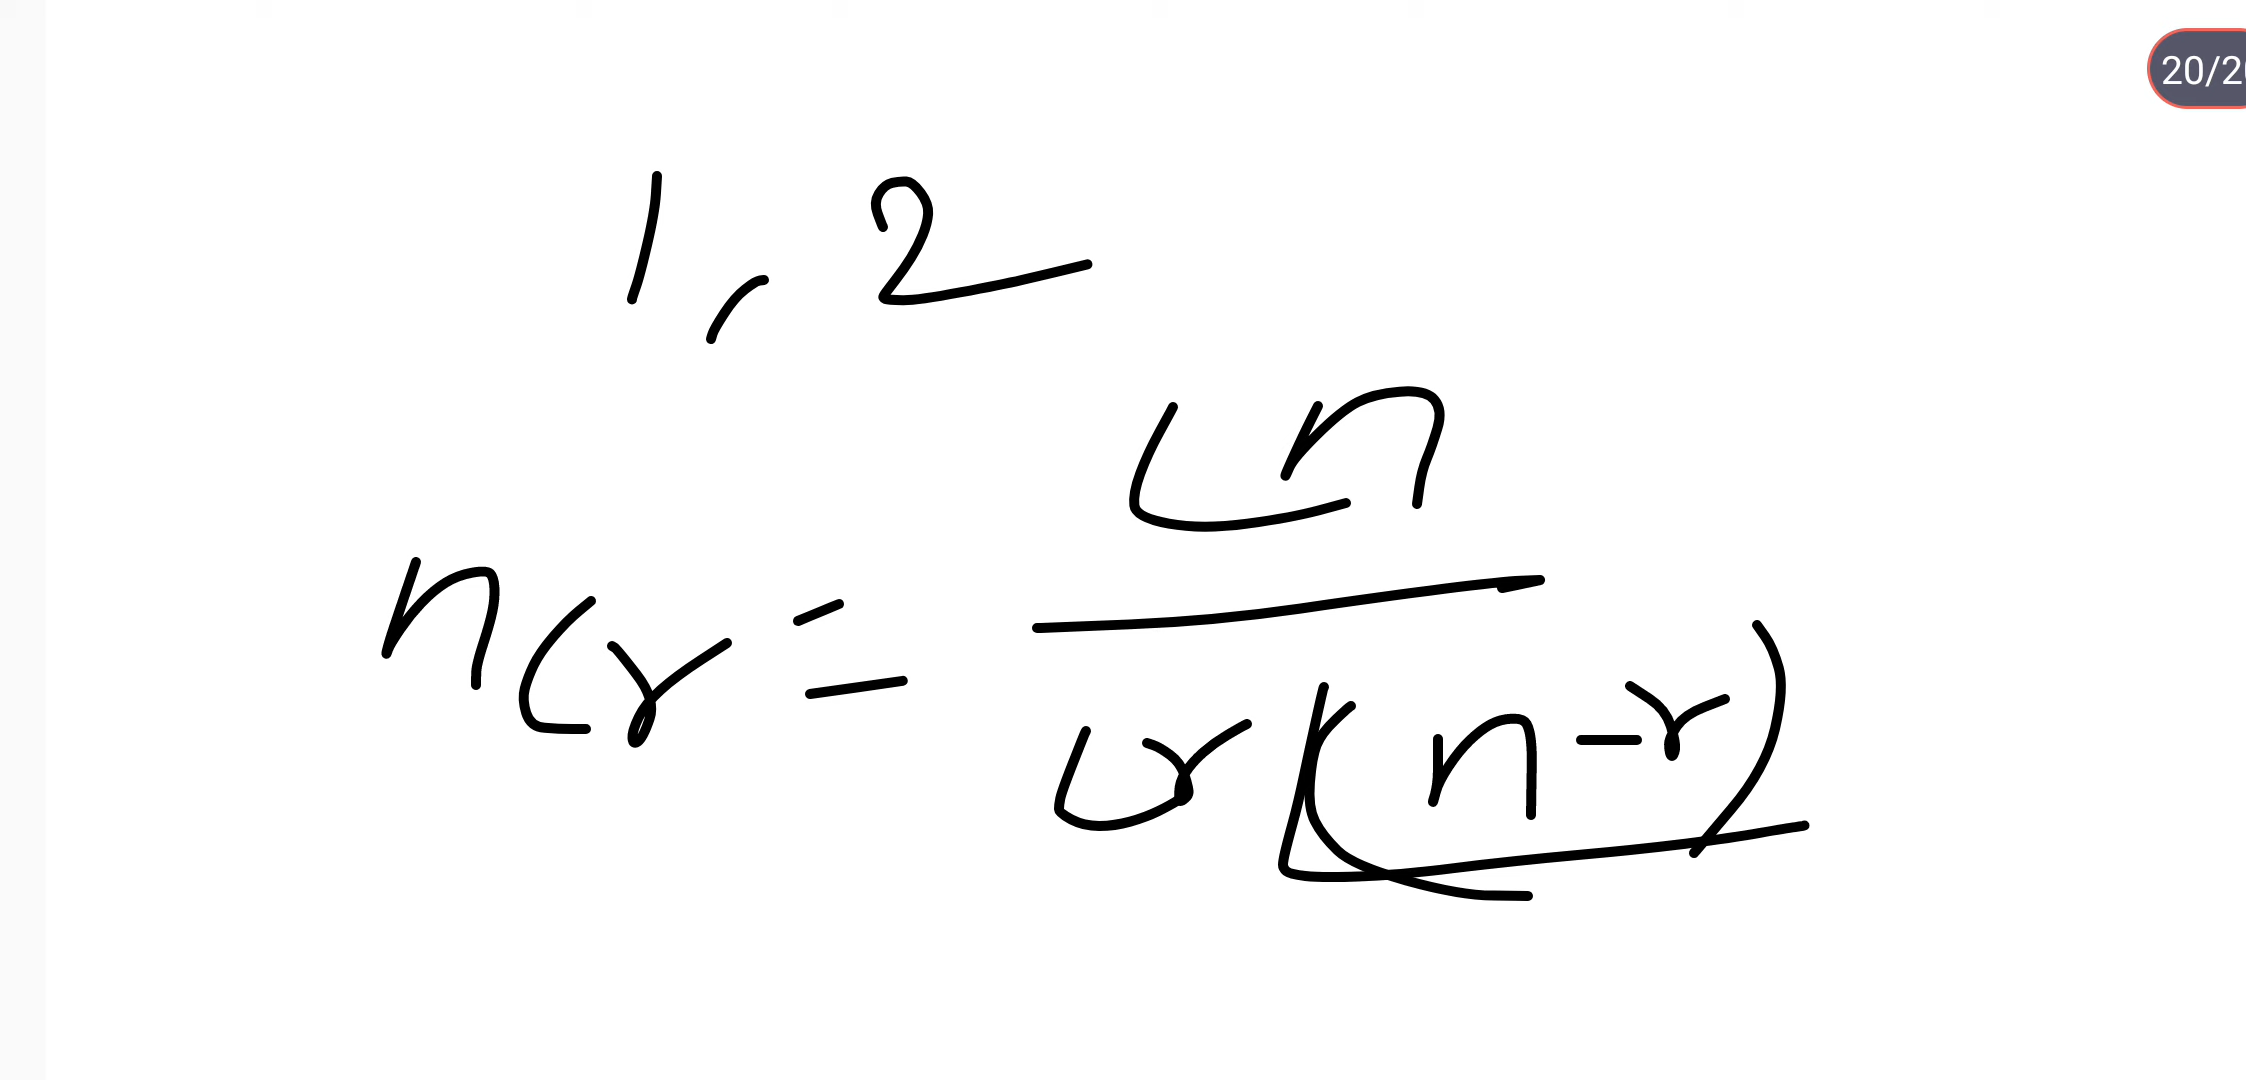 20/2
1, 2
nCr = ⌊n / ⌊r ⌊(n-r)